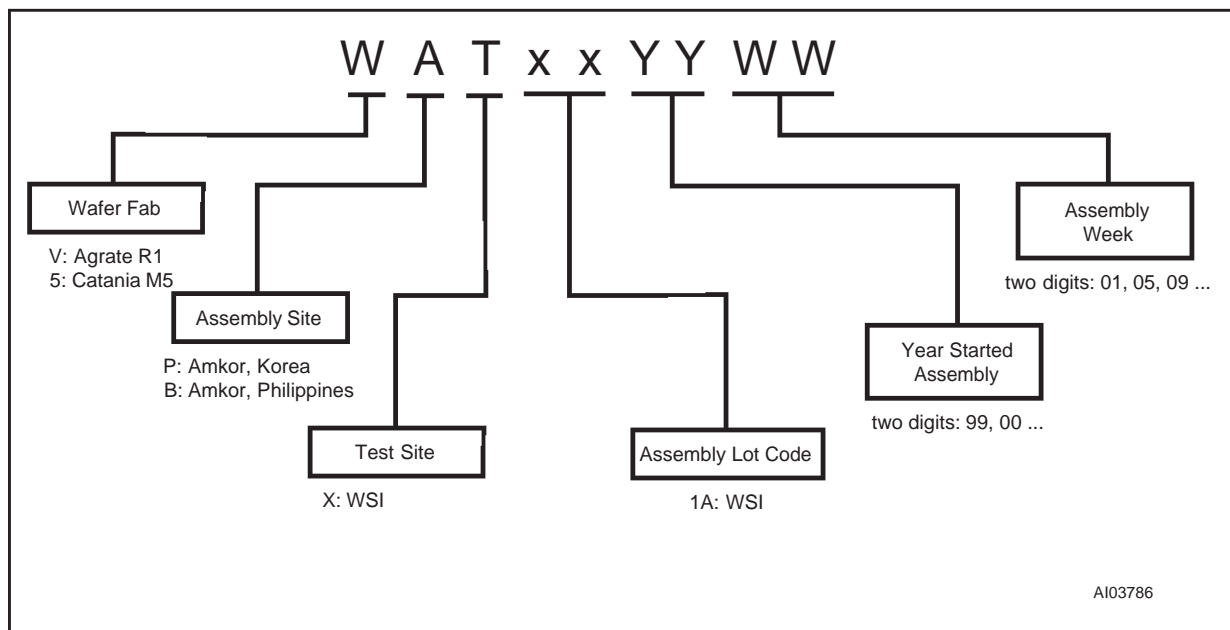 W A T x x Y Y W W
Wafer Fab
V: Agrate R1
5: Catania M5
Assembly Site
P: Amkor, Korea
B: Amkor, Philippines
Test Site
X: WSI
Assembly Lot Code
1A: WSI
Year Started
Assembly
two digits: 99, 00 ...
Assembly
Week
two digits: 01, 05, 09 ...
AI03786